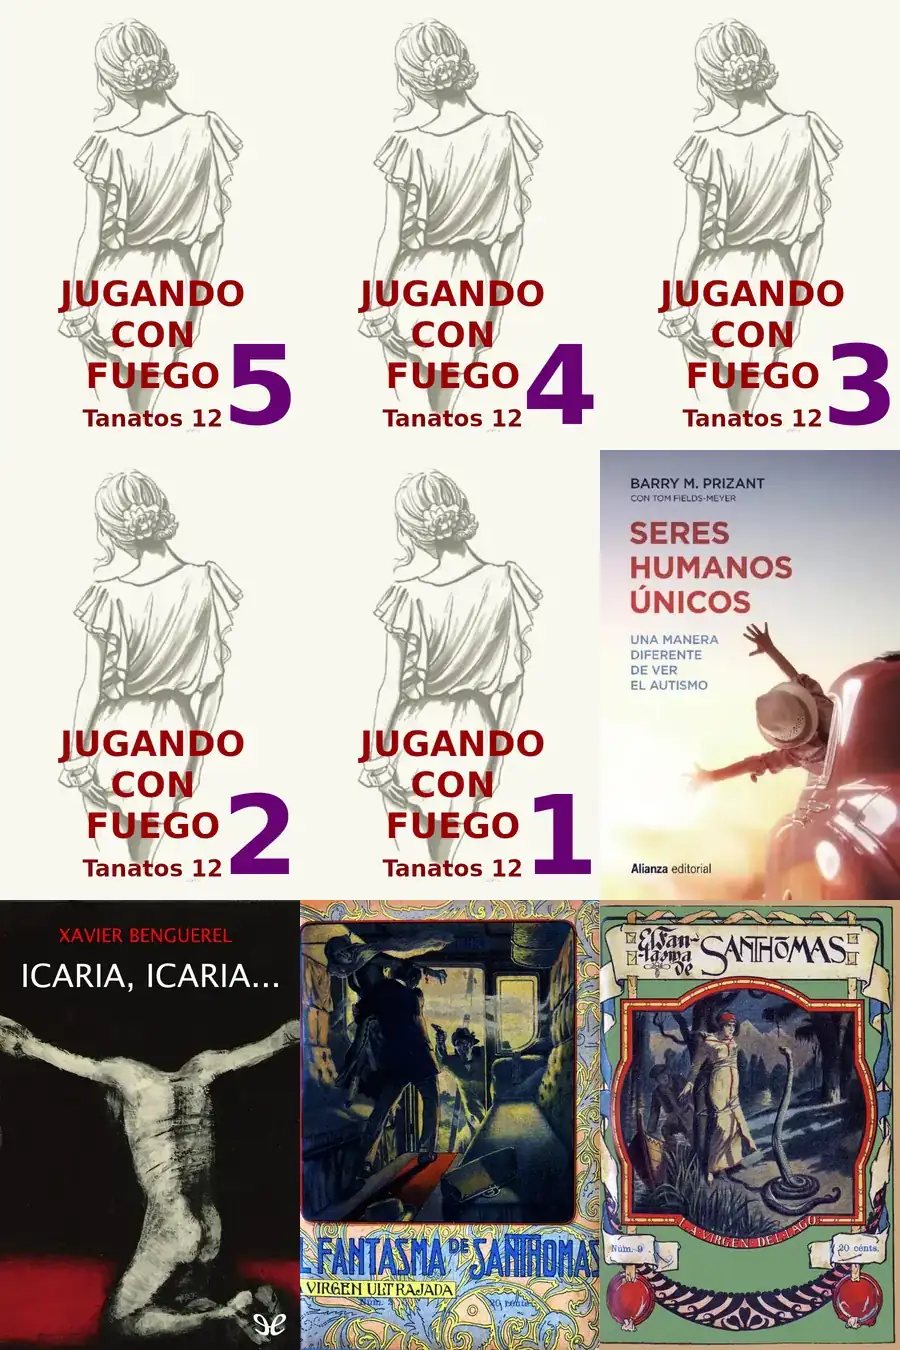 JUGANDO
CON
FUEGO
Tanatos 12
5
JUGANDO
CON
FUEGO
Tanatos 12
4
JUGANDO
CON
FUEGO
Tanatos 12
3
JUGANDO
CON
FUEGO
Tanatos 12
2
JUGANDO
CON
FUEGO
Tanatos 12
1
BARRY M. PRIZANT
CON TOM FIELDS-MEYER
SERES
HUMANOS
ÚNICOS
UNA MANERA
DIFERENTE
DE VER
EL AUTISMO
Alianza editorial
XAVIER BENGUEREL
ICARIA, ICARIA...
FANTASMA DE SANTHOMAS
VIRGEN ULTRAJADA
El Fan-
-tasma
de
SANTHOMAS
LA VIRGEN DEL LAGO
Núm. 9
20 cénts.